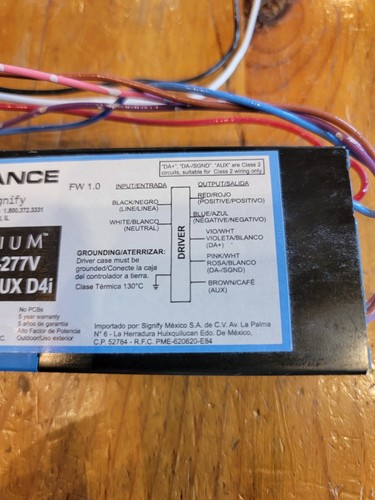 ANCE
FW 1.0
gnify
1.800.372.3331
IL
IUM™
-277V
UX D4i
No PCBs
5 year warranty
5 años de garantía
Alto Factor de Potencia
Outdoor/Uso exterior
"DA+", "DA-/SGND", "AUX" are Class 2
circuits, suitable for Class 2 wiring only
INPUT/ENTRADA
BLACK/NEGRO
(LINE/LINEA)
WHITE/BLANCO
(NEUTRAL)
GROUNDING/ATERRIZAR:
Driver case must be
grounded/Conecte la caja
del controlador a tierra.
Clase Térmica 130°C
DRIVER
OUTPUT/SALIDA
RED/ROJO
(POSITIVE/POSITIVO)
BLUE/AZUL
(NEGATIVE/NEGATIVO)
VIO/WHT
VIOLETA/BLANCO
(DA+)
PINK/WHT
ROSA/BLANCO
(DA-/SGND)
BROWN/CAFÉ
(AUX)
Importado por: Signify México S.A. de C.V. Av. La Palma
N° 6 - La Herradura Huixquilucan Edo. De México,
C.P. 52784 - R.F.C. PME-620620-E84